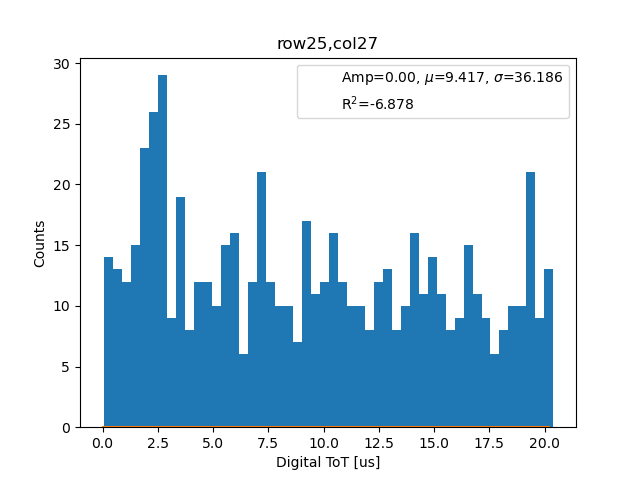 row25,col27
Amp=0.00, μ=9.417, σ=36.186
R²=-6.878
30
25
20
15
10
5
0
Counts
0.0 2.5 5.0 7.5 10.0 12.5 15.0 17.5 20.0
Digital ToT [us]